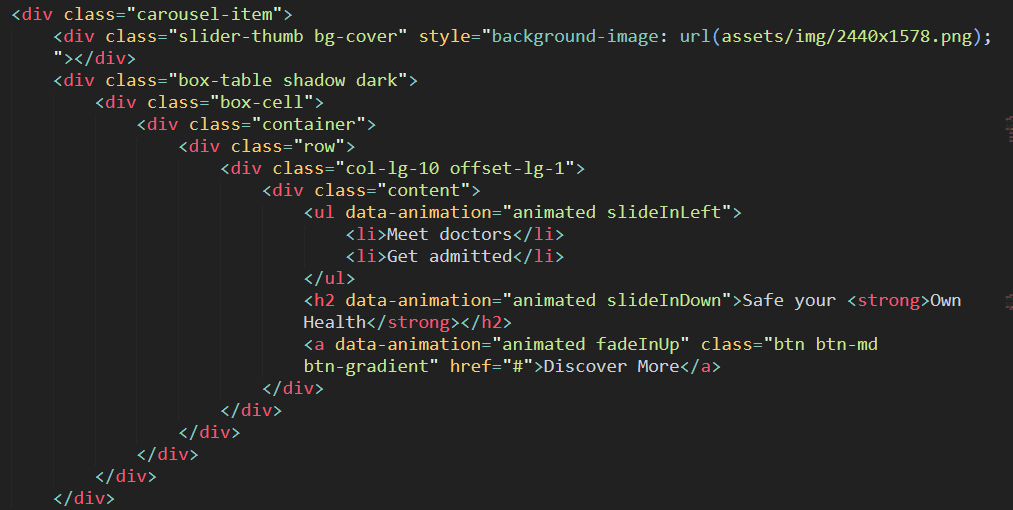 <div class="carousel-item">
    <div class="slider-thumb bg-cover" style="background-image: url(assets/img/2440x1578.png);
    "></div>
    <div class="box-table shadow dark">
        <div class="box-cell">
            <div class="container">
                <div class="row">
                    <div class="col-lg-10 offset-lg-1">
                        <div class="content">
                            <ul data-animation="animated slideInLeft">
                                <li>Meet doctors</li>
                                <li>Get admitted</li>
                            </ul>
                            <h2 data-animation="animated slideInDown">Safe your <strong>Own
                            Health</strong></h2>
                            <a data-animation="animated fadeInUp" class="btn btn-md
                            btn-gradient" href="#">Discover More</a>
                        </div>
                    </div>
                </div>
            </div>
        </div>
    </div>